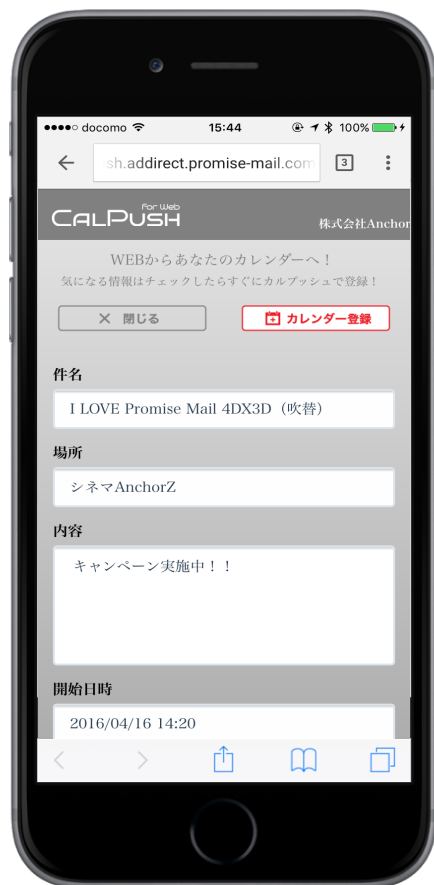 docomo 15:44 100%
sh.addirect.promise-mail.com 3
For Web
CALPUSH
株式会社Anchor
WEBからあなたのカレンダーへ!
気になる情報はチェックしたらすぐにカルプッシュで登録!
× 閉じる カレンダー登録
件名
I LOVE Promise Mail 4DX3D（吹替）
場所
シネマAnchorZ
内容
キャンペーン実施中！！
開始日時
2016/04/16 14:20